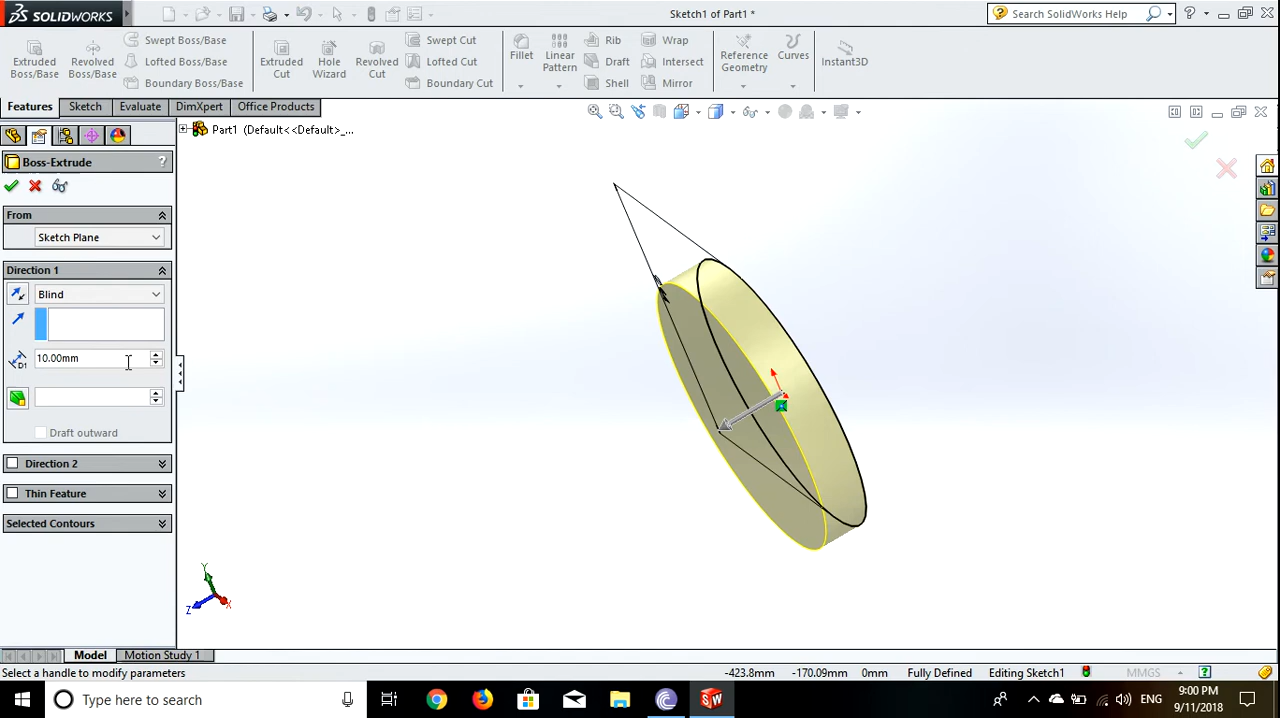 SOLIDWORKS
Sketch1 of Part1 *
Search SolidWorks Help
Extruded Boss/Base
Revolved Boss/Base
Swept Boss/Base
Lofted Boss/Base
Boundary Boss/Base
Extruded Cut
Hole Wizard
Revolved Cut
Swept Cut
Lofted Cut
Boundary Cut
Fillet
Linear Pattern
Rib
Draft
Shell
Wrap
Intersect
Mirror
Reference Geometry
Curves
Instant3D
Features
Sketch
Evaluate
DimXpert
Office Products
Part1 (Default<<Default>_...
Boss-Extrude
?
From
Sketch Plane
Direction 1
Blind
D1
10.00mm
Draft outward
Direction 2
Thin Feature
Selected Contours
Y
Z
X
Model
Motion Study 1
Select a handle to modify parameters
-423.8mm
-170.09mm
0mm
Fully Defined
Editing Sketch1
MMGS
?
Type here to search
SW
ENG
9:00 PM
9/11/2018